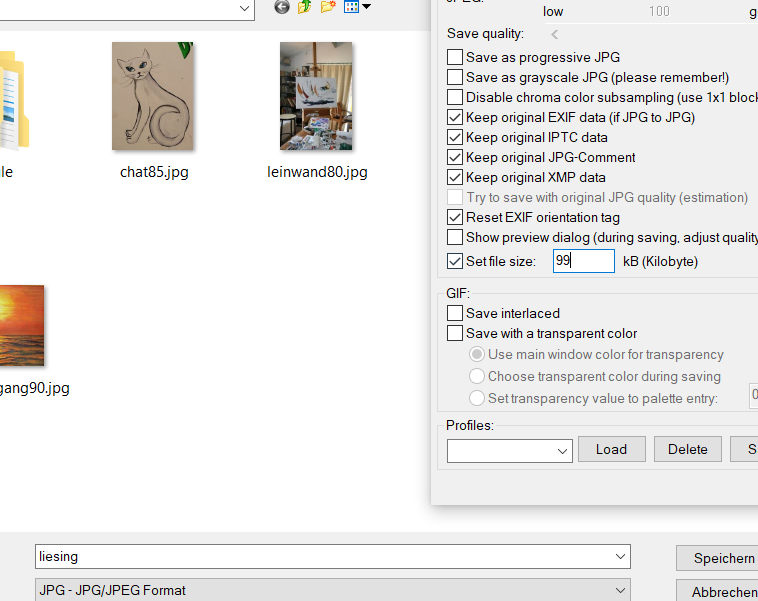 low 100
Save quality: <
Save as progressive JPG
Save as grayscale JPG (please remember!)
Disable chroma color subsampling (use 1x1 block
Keep original EXIF data (if JPG to JPG)
Keep original IPTC data
Keep original JPG-Comment
Keep original XMP data
Try to save with original JPG quality (estimation)
Reset EXIF orientation tag
Show preview dialog (during saving, adjust quality
Set file size: 99 kB (Kilobyte)
GIF:
Save interlaced
Save with a transparent color
Use main window color for transparency
Choose transparent color during saving
Set transparency value to palette entry: 0
Profiles:
Load Delete S
le
chat85.jpg
leinwand80.jpg
gang90.jpg
liesing
Speichern
JPG - JPG/JPEG Format
Abbrechen